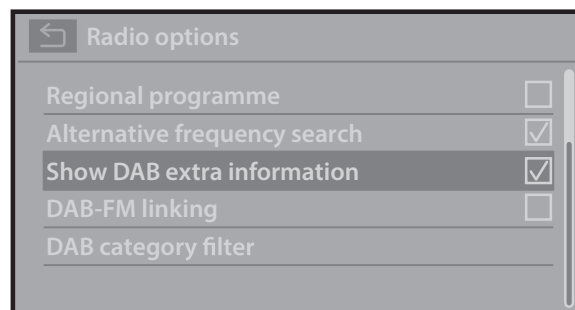 Radio options
Regional programme
Alternative frequency search
Show DAB extra information
DAB-FM linking
DAB category filter